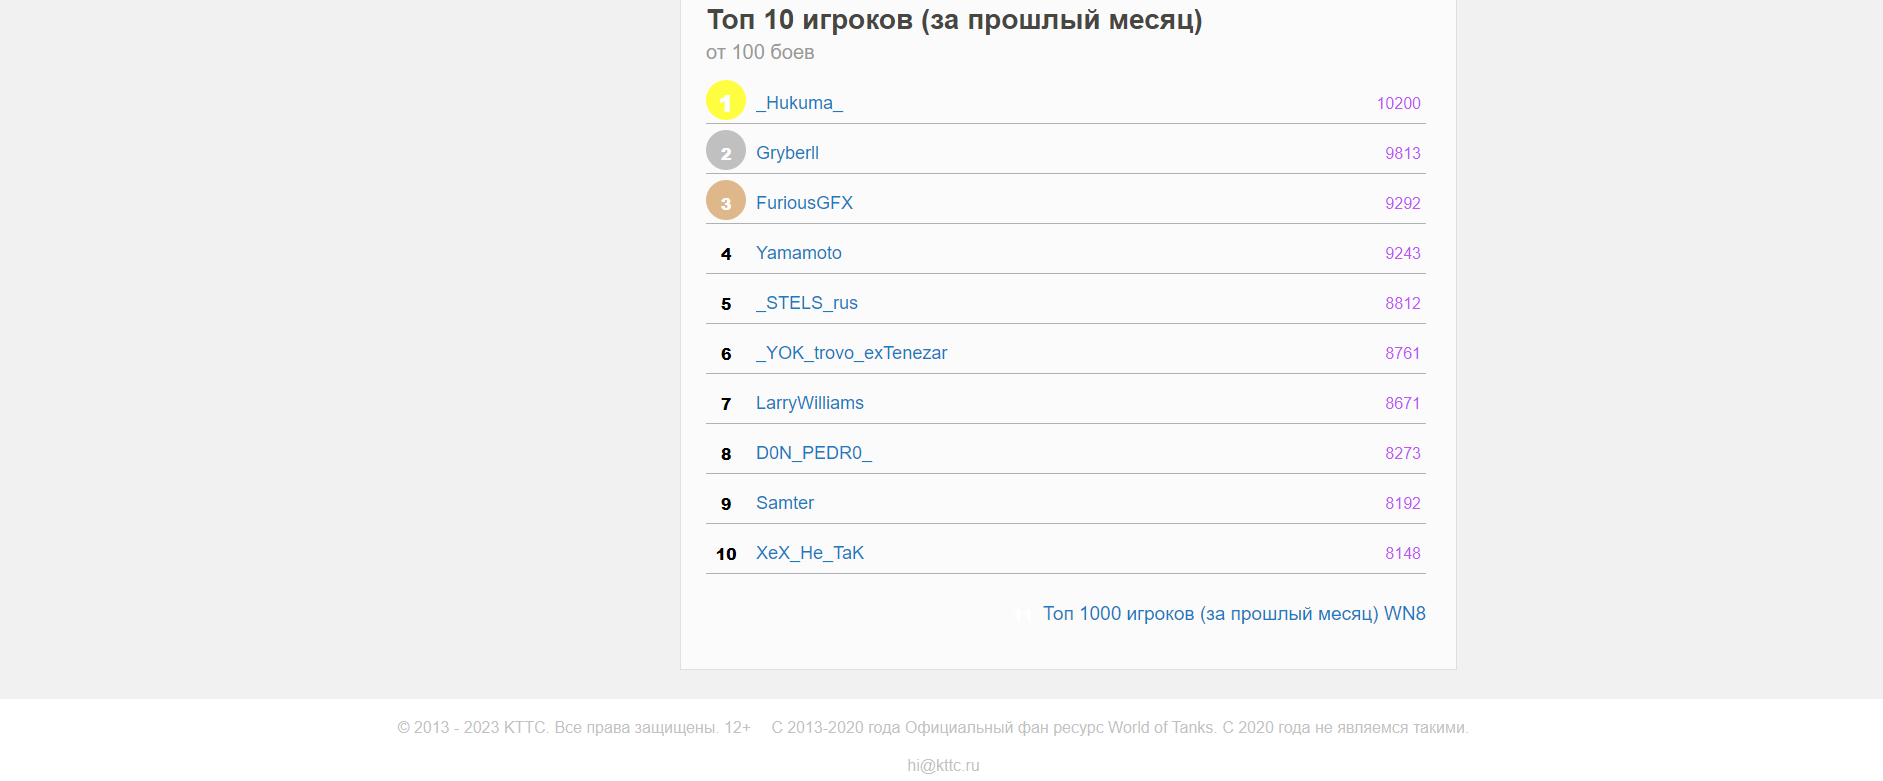 Топ 10 игроков (за прошлый месяц)
от 100 боев
1 _Hukuma_ 10200
2 Gryberll 9813
3 FuriousGFX 9292
4 Yamamoto 9243
5 _STELS_rus 8812
6 _YOK_trovo_exTenezar 8761
7 LarryWilliams 8671
8 D0N_PEDR0_ 8273
9 Samter 8192
10 XeX_He_TaK 8148
11 Топ 1000 игроков (за прошлый месяц) WN8
© 2013 - 2023 KTTC. Все права защищены. 12+ С 2013-2020 года Официальный фан ресурс World of Tanks. С 2020 года не являемся такими.
hi@kttc.ru